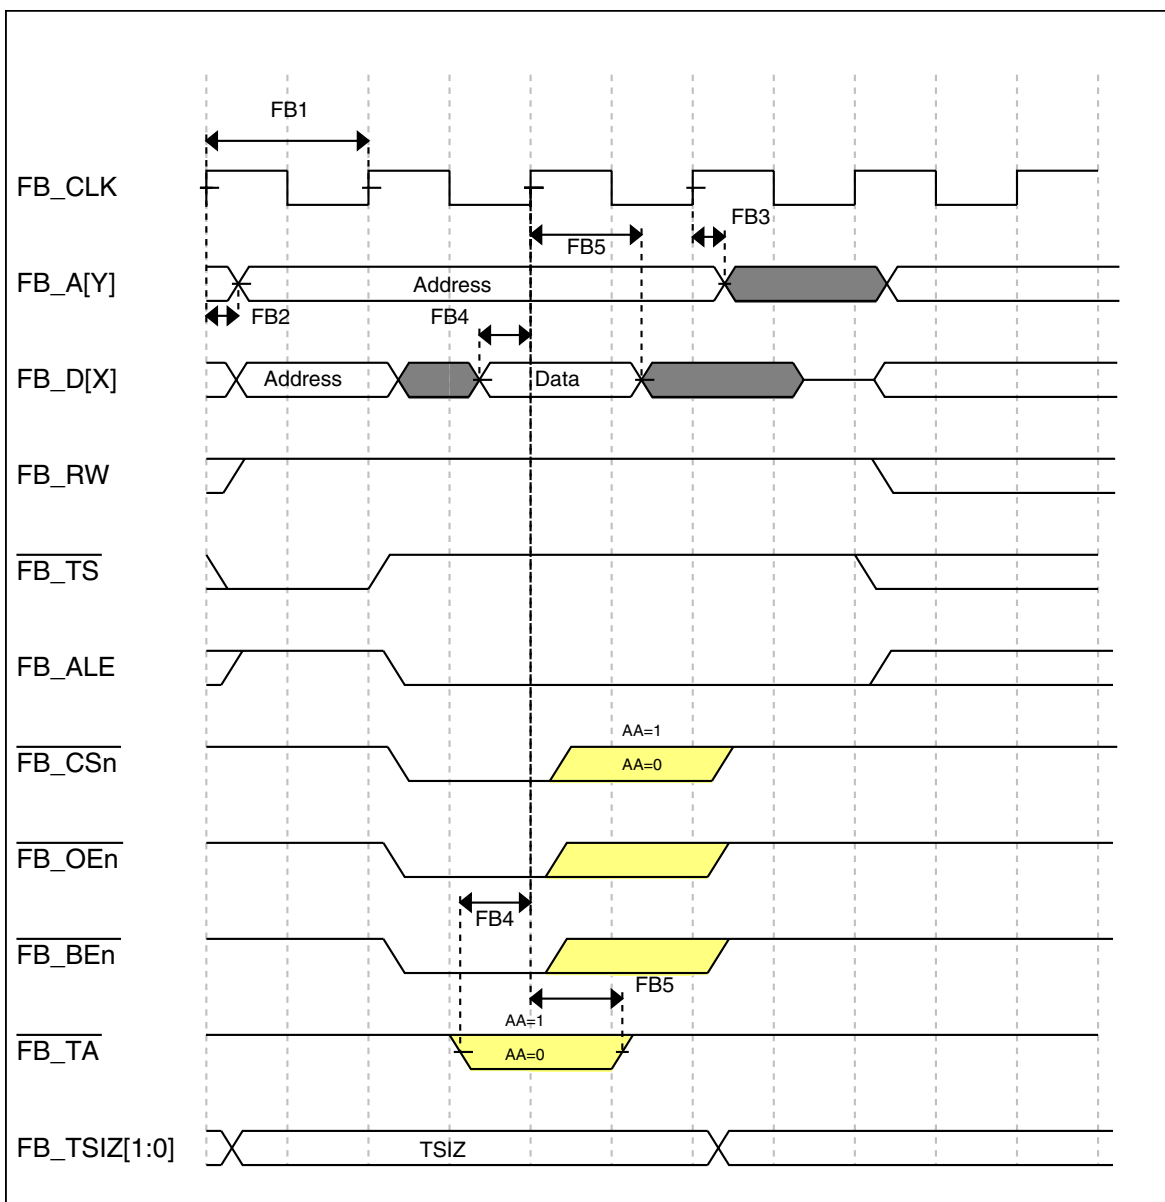 FB1
FB_CLK
FB3
FB5
FB_A[Y]
Address
FB2
FB4
FB_D[X]
Address
Data
FB_RW
FB_TS
FB_ALE
AA=1
FB_CSn
AA=0
FB_OEn
FB4
FB_BEn
FB5
AA=1
FB_TA
AA=0
FB_TSIZ[1:0]
TSIZ